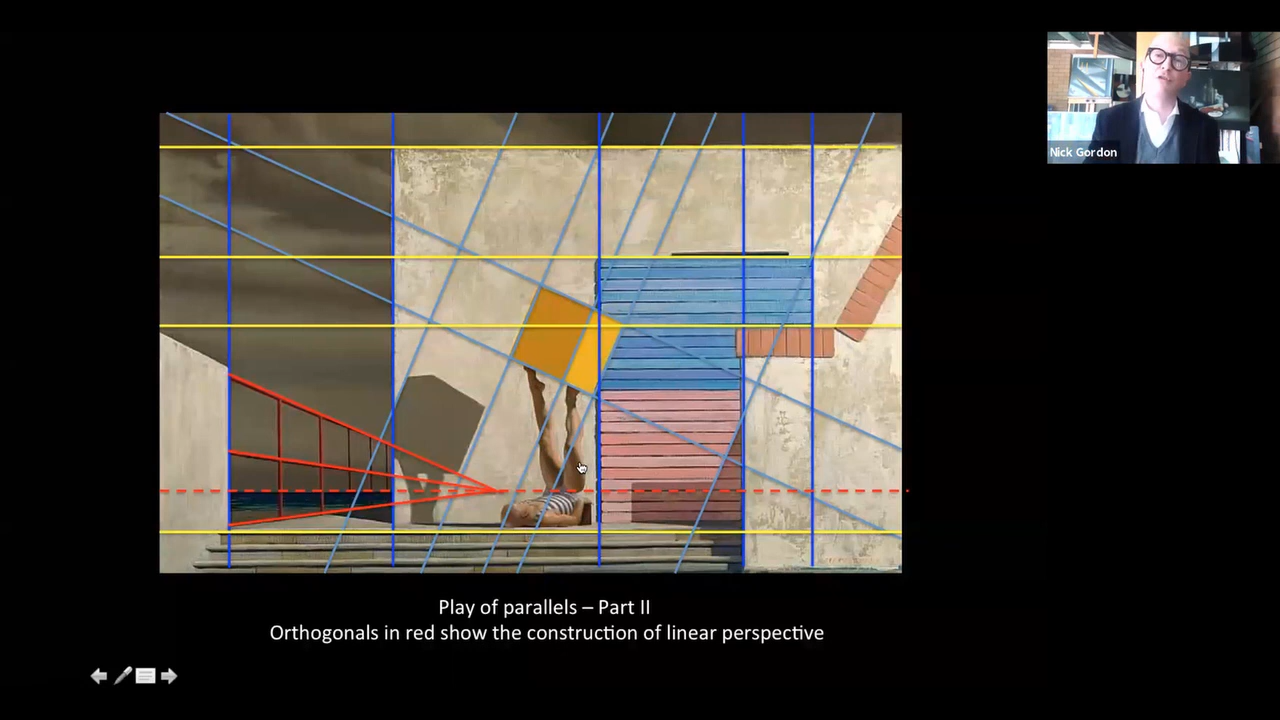 Nick Gordon
Play of parallels – Part II
Orthogonals in red show the construction of linear perspective